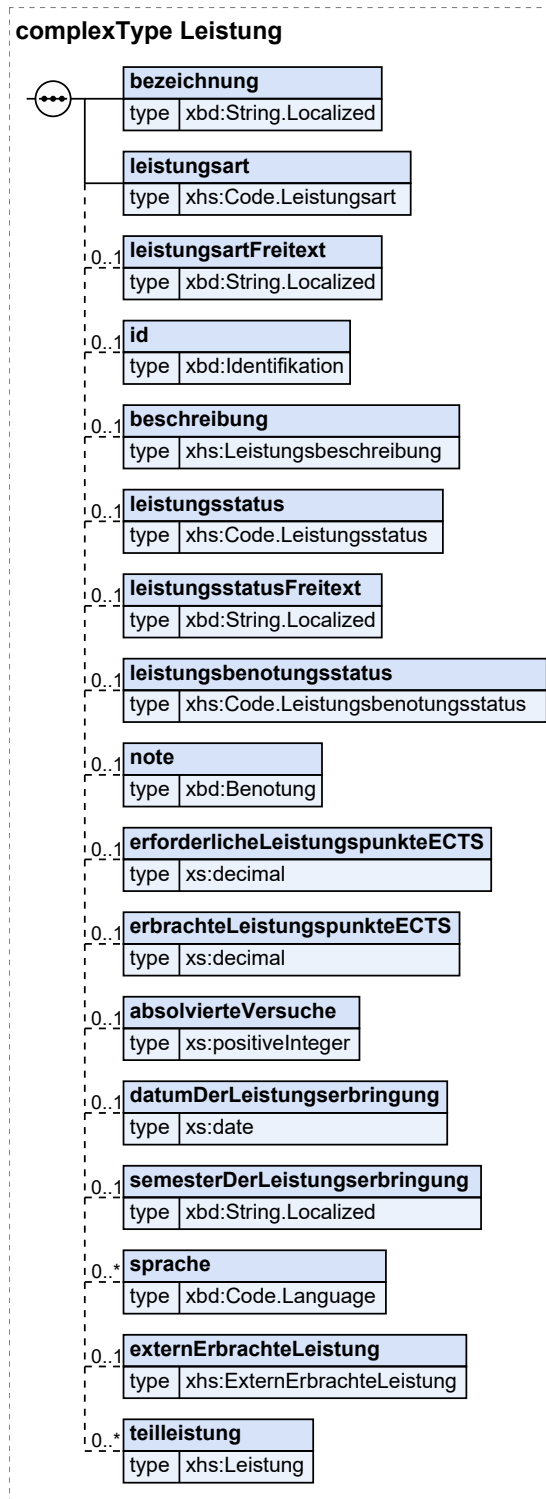 complexType Leistung
bezeichnung
type xbd:String.Localized
leistungsart
type xhs:Code.Leistungsart
0..1 leistungsartFreitext
type xbd:String.Localized
0..1 id
type xbd:Identifikation
0..1 beschreibung
type xhs:Leistungsbeschreibung
0..1 leistungsstatus
type xhs:Code.Leistungsstatus
0..1 leistungsstatusFreitext
type xbd:String.Localized
0..1 leistungsbenotungsstatus
type xhs:Code.Leistungsbenotungsstatus
0..1 note
type xbd:Benotung
0..1 erforderlicheLeistungspunkteECTS
type xs:decimal
0..1 erbrachteLeistungspunkteECTS
type xs:decimal
0..1 absolvierteVersuche
type xs:positiveInteger
0..1 datumDerLeistungserbringung
type xs:date
0..1 semesterDerLeistungserbringung
type xbd:String.Localized
0..* sprache
type xbd:Code.Language
0..1 externErbrachteLeistung
type xhs:ExternErbrachteLeistung
0..* teilleistung
type xhs:Leistung